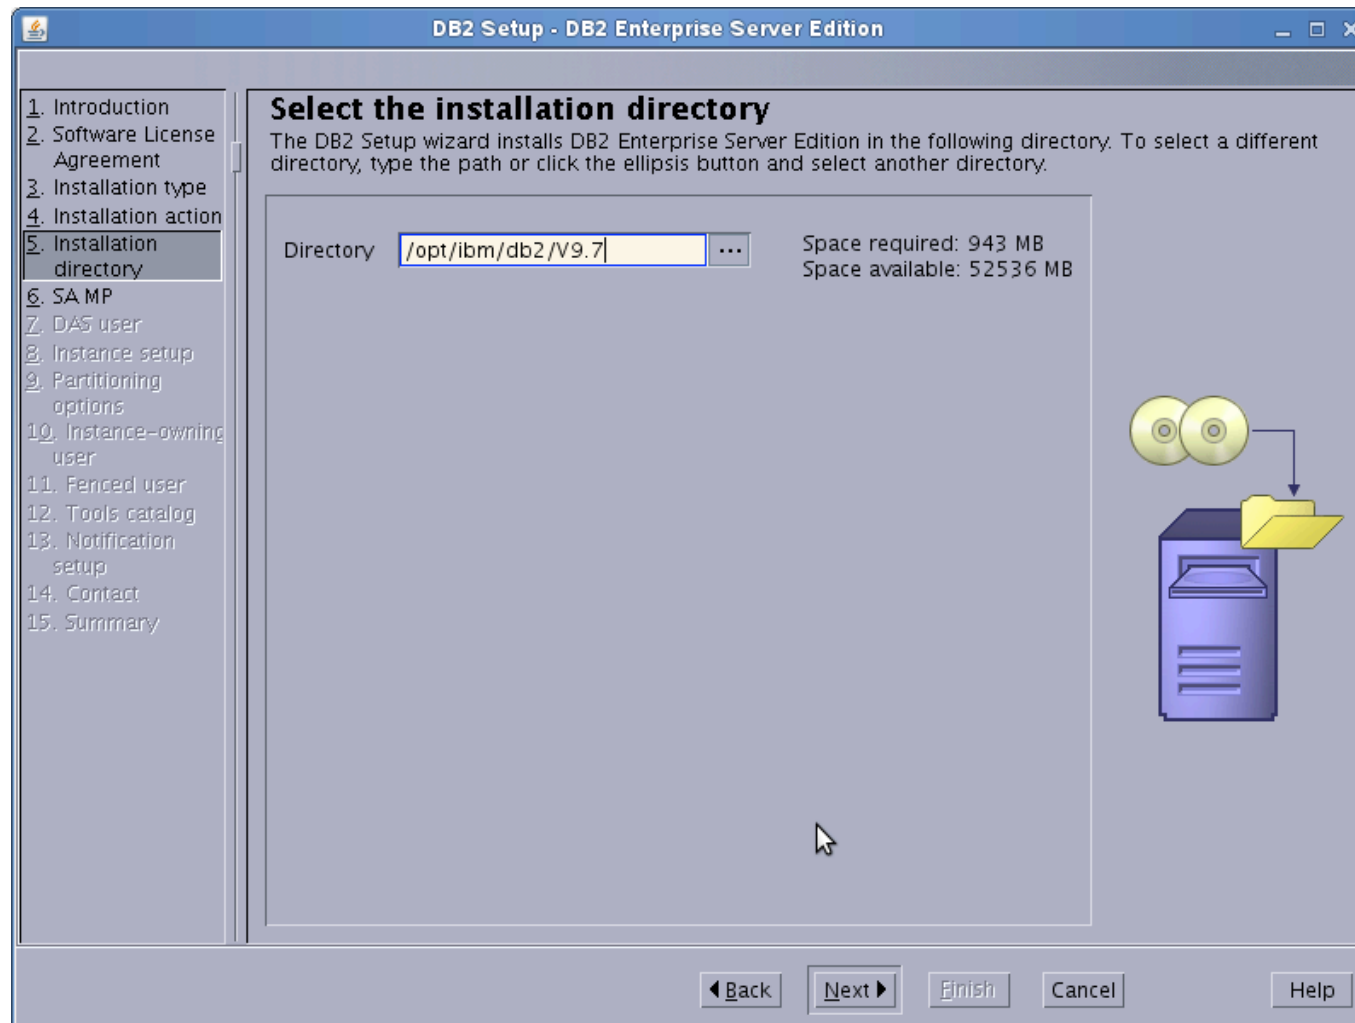 DB2 Setup - DB2 Enterprise Server Edition
1. Introduction
2. Software License
Agreement
3. Installation type
4. Installation action
5. Installation
directory
6. SA MP
7. DAS user
8. Instance setup
9. Partitioning
options
10. Instance-owning
user
11. Fenced user
12. Tools catalog
13. Notification
setup
14. Contact
15. Summary
Select the installation directory
The DB2 Setup wizard installs DB2 Enterprise Server Edition in the following directory. To select a different
directory, type the path or click the ellipsis button and select another directory.
Directory /opt/ibm/db2/V9.7 ... Space required: 943 MB
Space available: 52536 MB
Back Next Finish Cancel Help